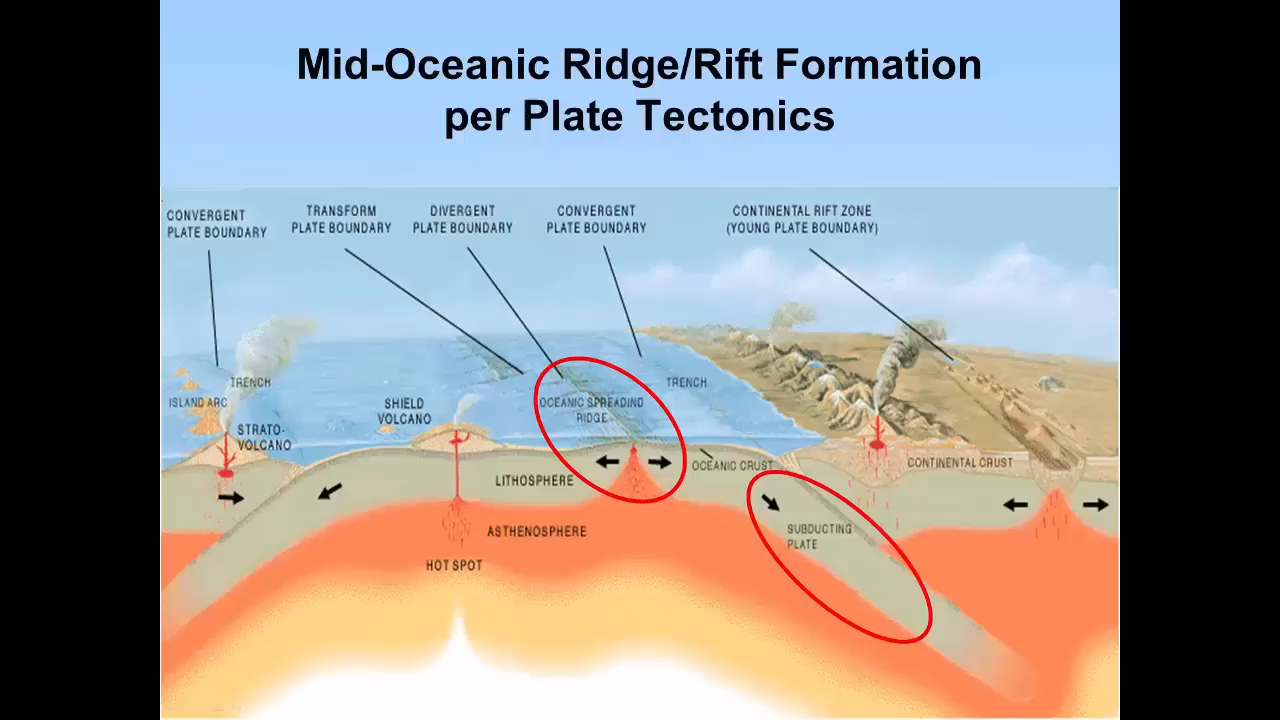 Mid-Oceanic Ridge/Rift Formation
per Plate Tectonics
CONVERGENT
PLATE BOUNDARY
TRANSFORM
PLATE BOUNDARY
DIVERGENT
PLATE BOUNDARY
CONVERGENT
PLATE BOUNDARY
CONTINENTAL RIFT ZONE
(YOUNG PLATE BOUNDARY)
TRENCH
ISLAND ARC
STRATO-
VOLCANO
SHIELD
VOLCANO
OCEANIC SPREADING
RIDGE
TRENCH
LITHOSPHERE
OCEANIC CRUST
CONTINENTAL CRUST
ASTHENOSPHERE
SUBDUCTING
PLATE
HOT SPOT